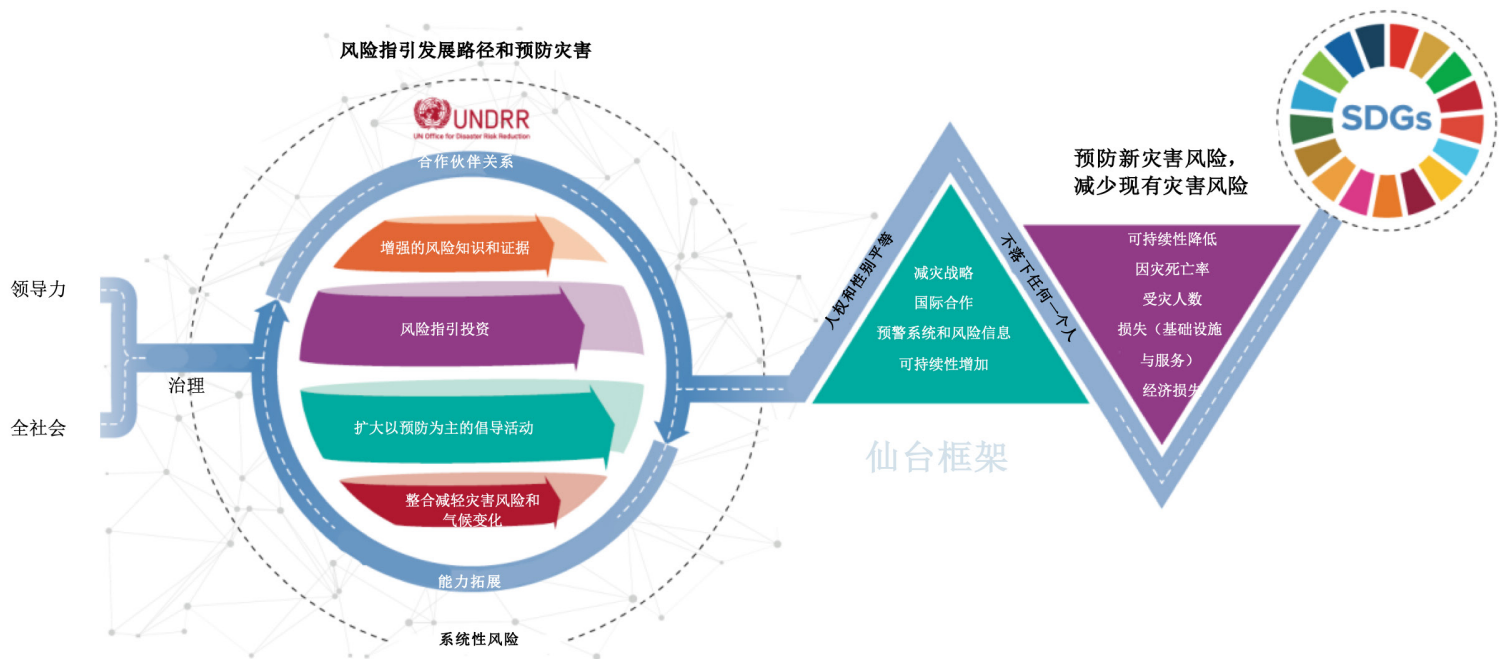 风险指引发展路径和预防灾害
UNDRR
UN Office for Disaster Risk Reduction
合作伙伴关系
增强的风险知识和证据
风险指引投资
扩大以预防为主的倡导活动
整合减轻灾害风险和
气候变化
能力拓展
系统性风险
领导力
治理
全社会
人权和性别平等
减灾战略
国际合作
预警系统和风险信息
可持续性增加
仙台框架
不落下任何一个人
预防新灾害风险，
减少现有灾害风险
可持续性降低
因灾死亡率
受灾人数
损失（基础设施
与服务）
经济损失
SDGs